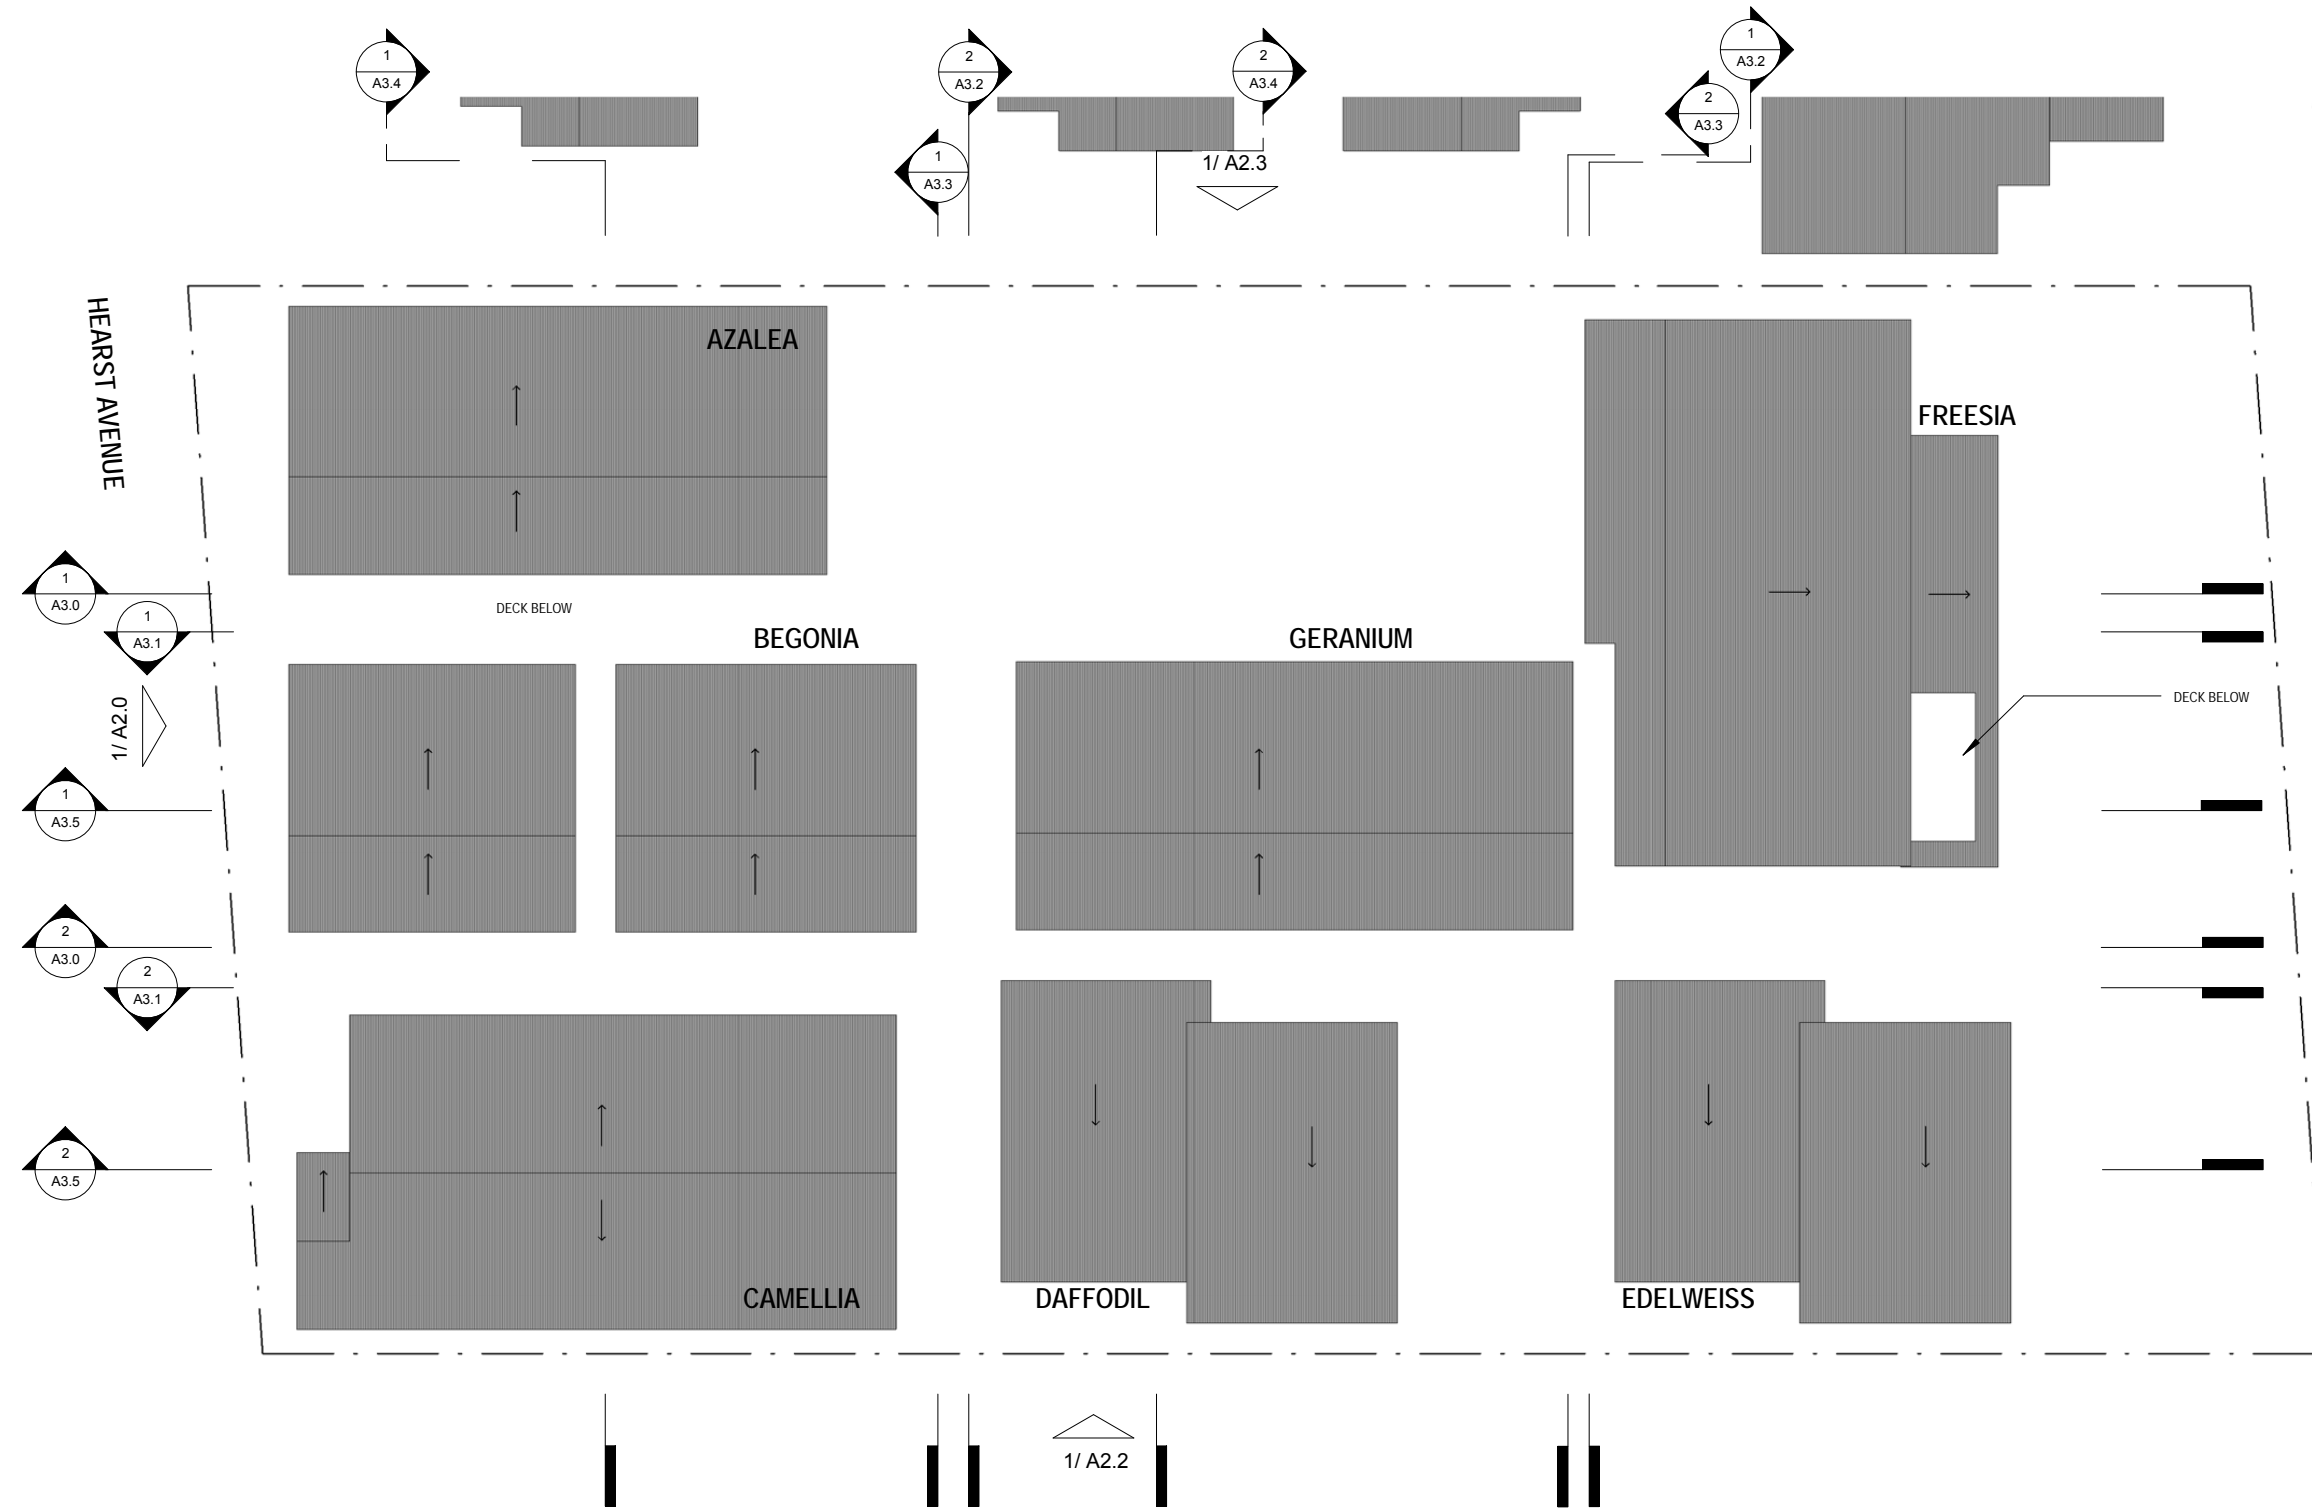 1
A3.2
1
A3.4
2
A3.2
2
A3.4
2
A3.3
1
A3.3
1/ A2.3
HEARST AVENUE
AZALEA
FREESIA
1
A3.0
DECK BELOW
1
A3.1
BEGONIA
GERANIUM
1/ A2.0
DECK BELOW
1
A3.5
2
A3.0
2
A3.1
2
A3.5
CAMELLIA
DAFFODIL
EDELWEISS
1/ A2.2